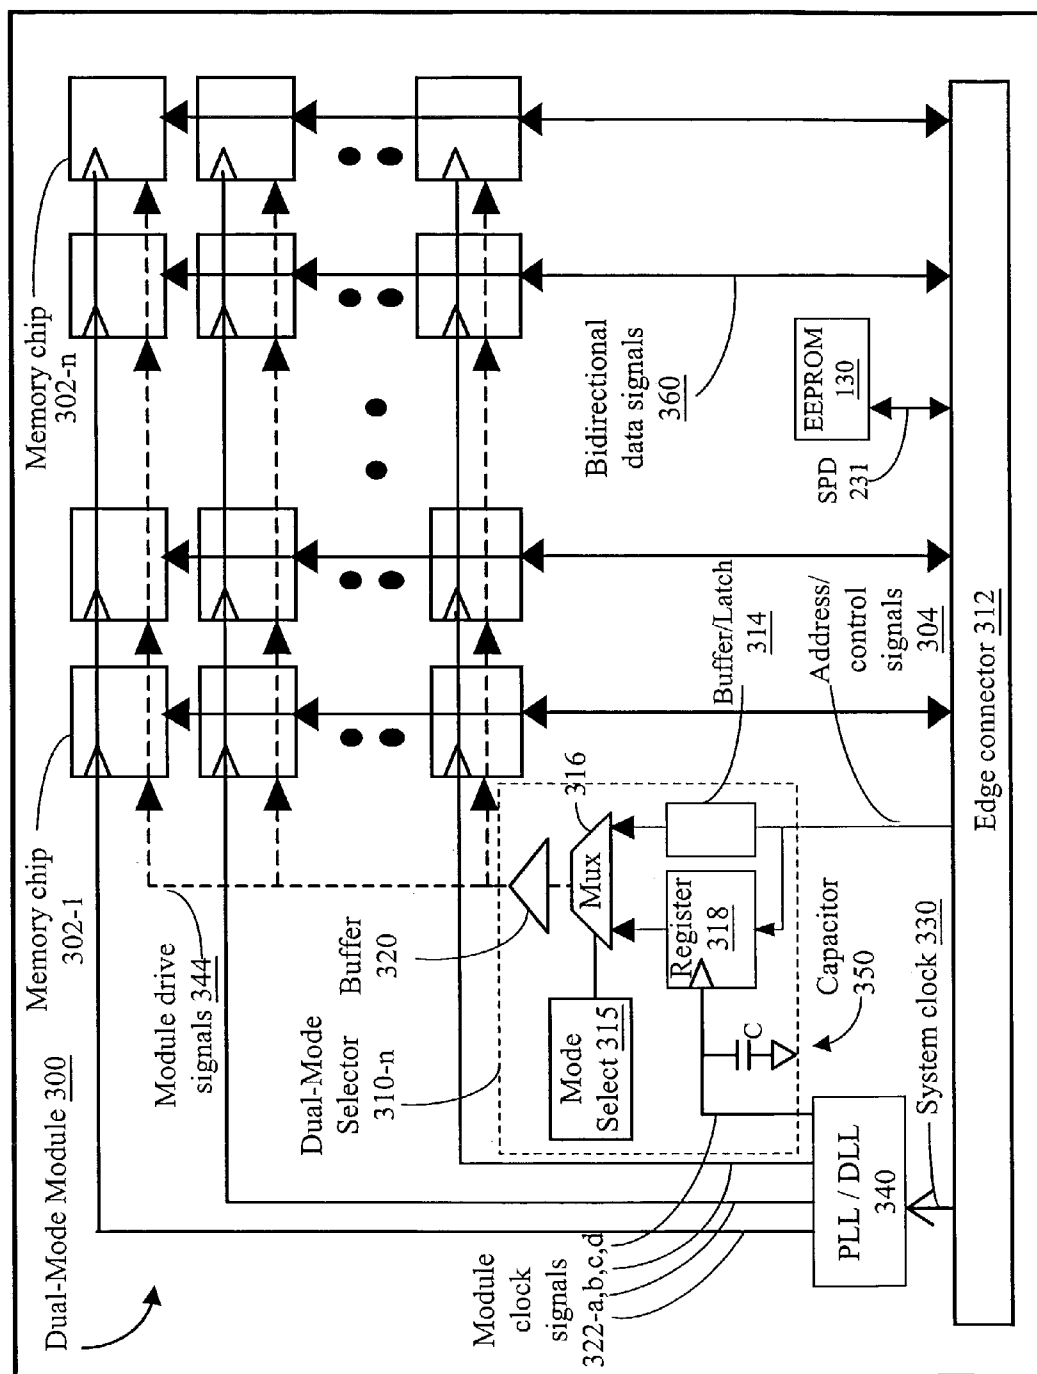 Dual-Mode Module 300
Memory chip
302-1
Memory chip
302-n
Module drive
signals 344
Buffer
320
Dual-Mode
Selector
310-n
Mode
Select 315
Mux
316
Register
318
Buffer/Latch
314
C
Capacitor
350
Module
clock
signals
322-a,b,c,d
PLL / DLL
340
System clock 330
Address/
control
signals
304
Bidirectional
data signals
360
EEPROM
130
SPD
231
Edge connector 312